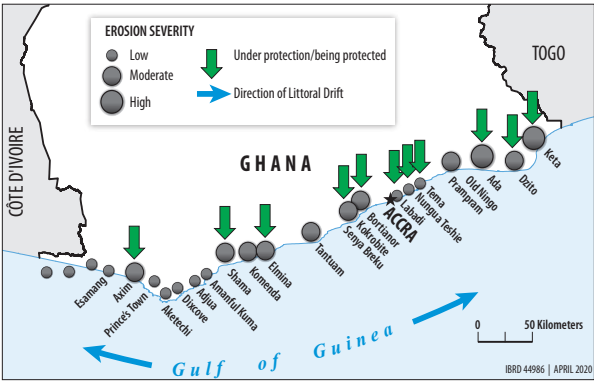 EROSION SEVERITY
Low
Moderate
High
Under protection/being protected
Direction of Littoral Drift
TOGO
CÔTE D'IVOIRE
GHANA
Keta
Dzito
Ada
Old Ningo
Prampram
Tema
Nungua Teshie
Labadi
ACCRA
Bortianor
Kokrobite
Senya Breku
Tantuam
Elmina
Komenda
Shama
Amanful Kuma
Adjua
Dixcove
Aketechi
Prince's Town
Axim
Esamang
Gulf of Guinea
0 50 Kilometers
IBRD 44986 | APRIL 2020